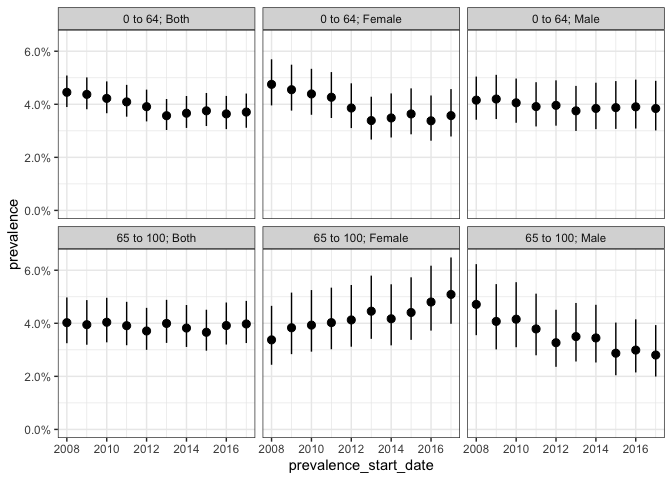 0 to 64; Both
0 to 64; Female
0 to 64; Male
6.0%
4.0%
2.0%
0.0%
65 to 100; Both
65 to 100; Female
65 to 100; Male
6.0%
4.0%
2.0%
0.0%
prevalence
2008 2010 2012 2014 2016
2008 2010 2012 2014 2016
2008 2010 2012 2014 2016
prevalence_start_date